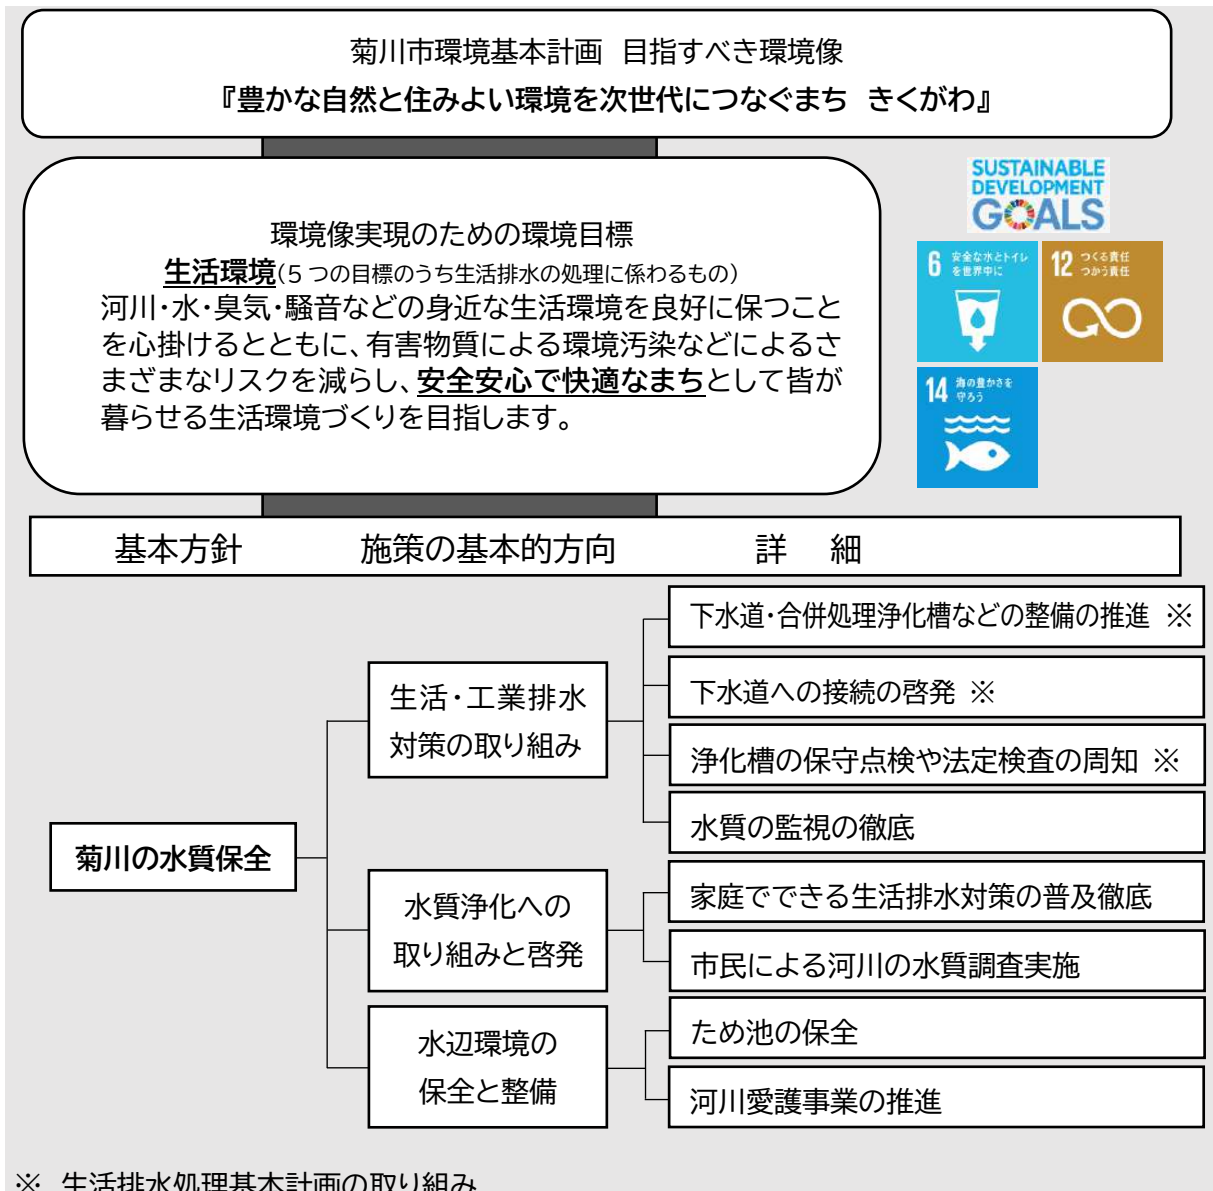 菊川市環境基本計画 目指すべき環境像
『豊かな自然と住みよい環境を次世代につなぐまち きくがわ』
環境像実現のための環境目標
生活環境(5つの目標のうち生活排水の処理に係わるもの)
河川・水・臭気・騒音などの身近な生活環境を良好に保つこと
を心掛けるとともに、有害物質による環境汚染などによるさ
まざまなリスクを減らし、安全安心で快適なまちとして皆が
暮らせる生活環境づくりを目指します。
SUSTAINABLE
DEVELOPMENT
GOALS
6 安全な水とトイレ
を世界中に
12 つくる責任
つかう責任
14 海の豊かさを
守ろう
基本方針 施策の基本的方向 詳 細
菊川の水質保全
生活・工業排水
対策の取り組み
下水道・合併処理浄化槽などの整備の推進 ※
下水道への接続の啓発 ※
浄化槽の保守点検や法定検査の周知 ※
水質の監視の徹底
水質浄化への
取り組みと啓発
家庭でできる生活排水対策の普及徹底
市民による河川の水質調査実施
水辺環境の
保全と整備
ため池の保全
河川愛護事業の推進
※ 生活排水処理基本計画の取り組み